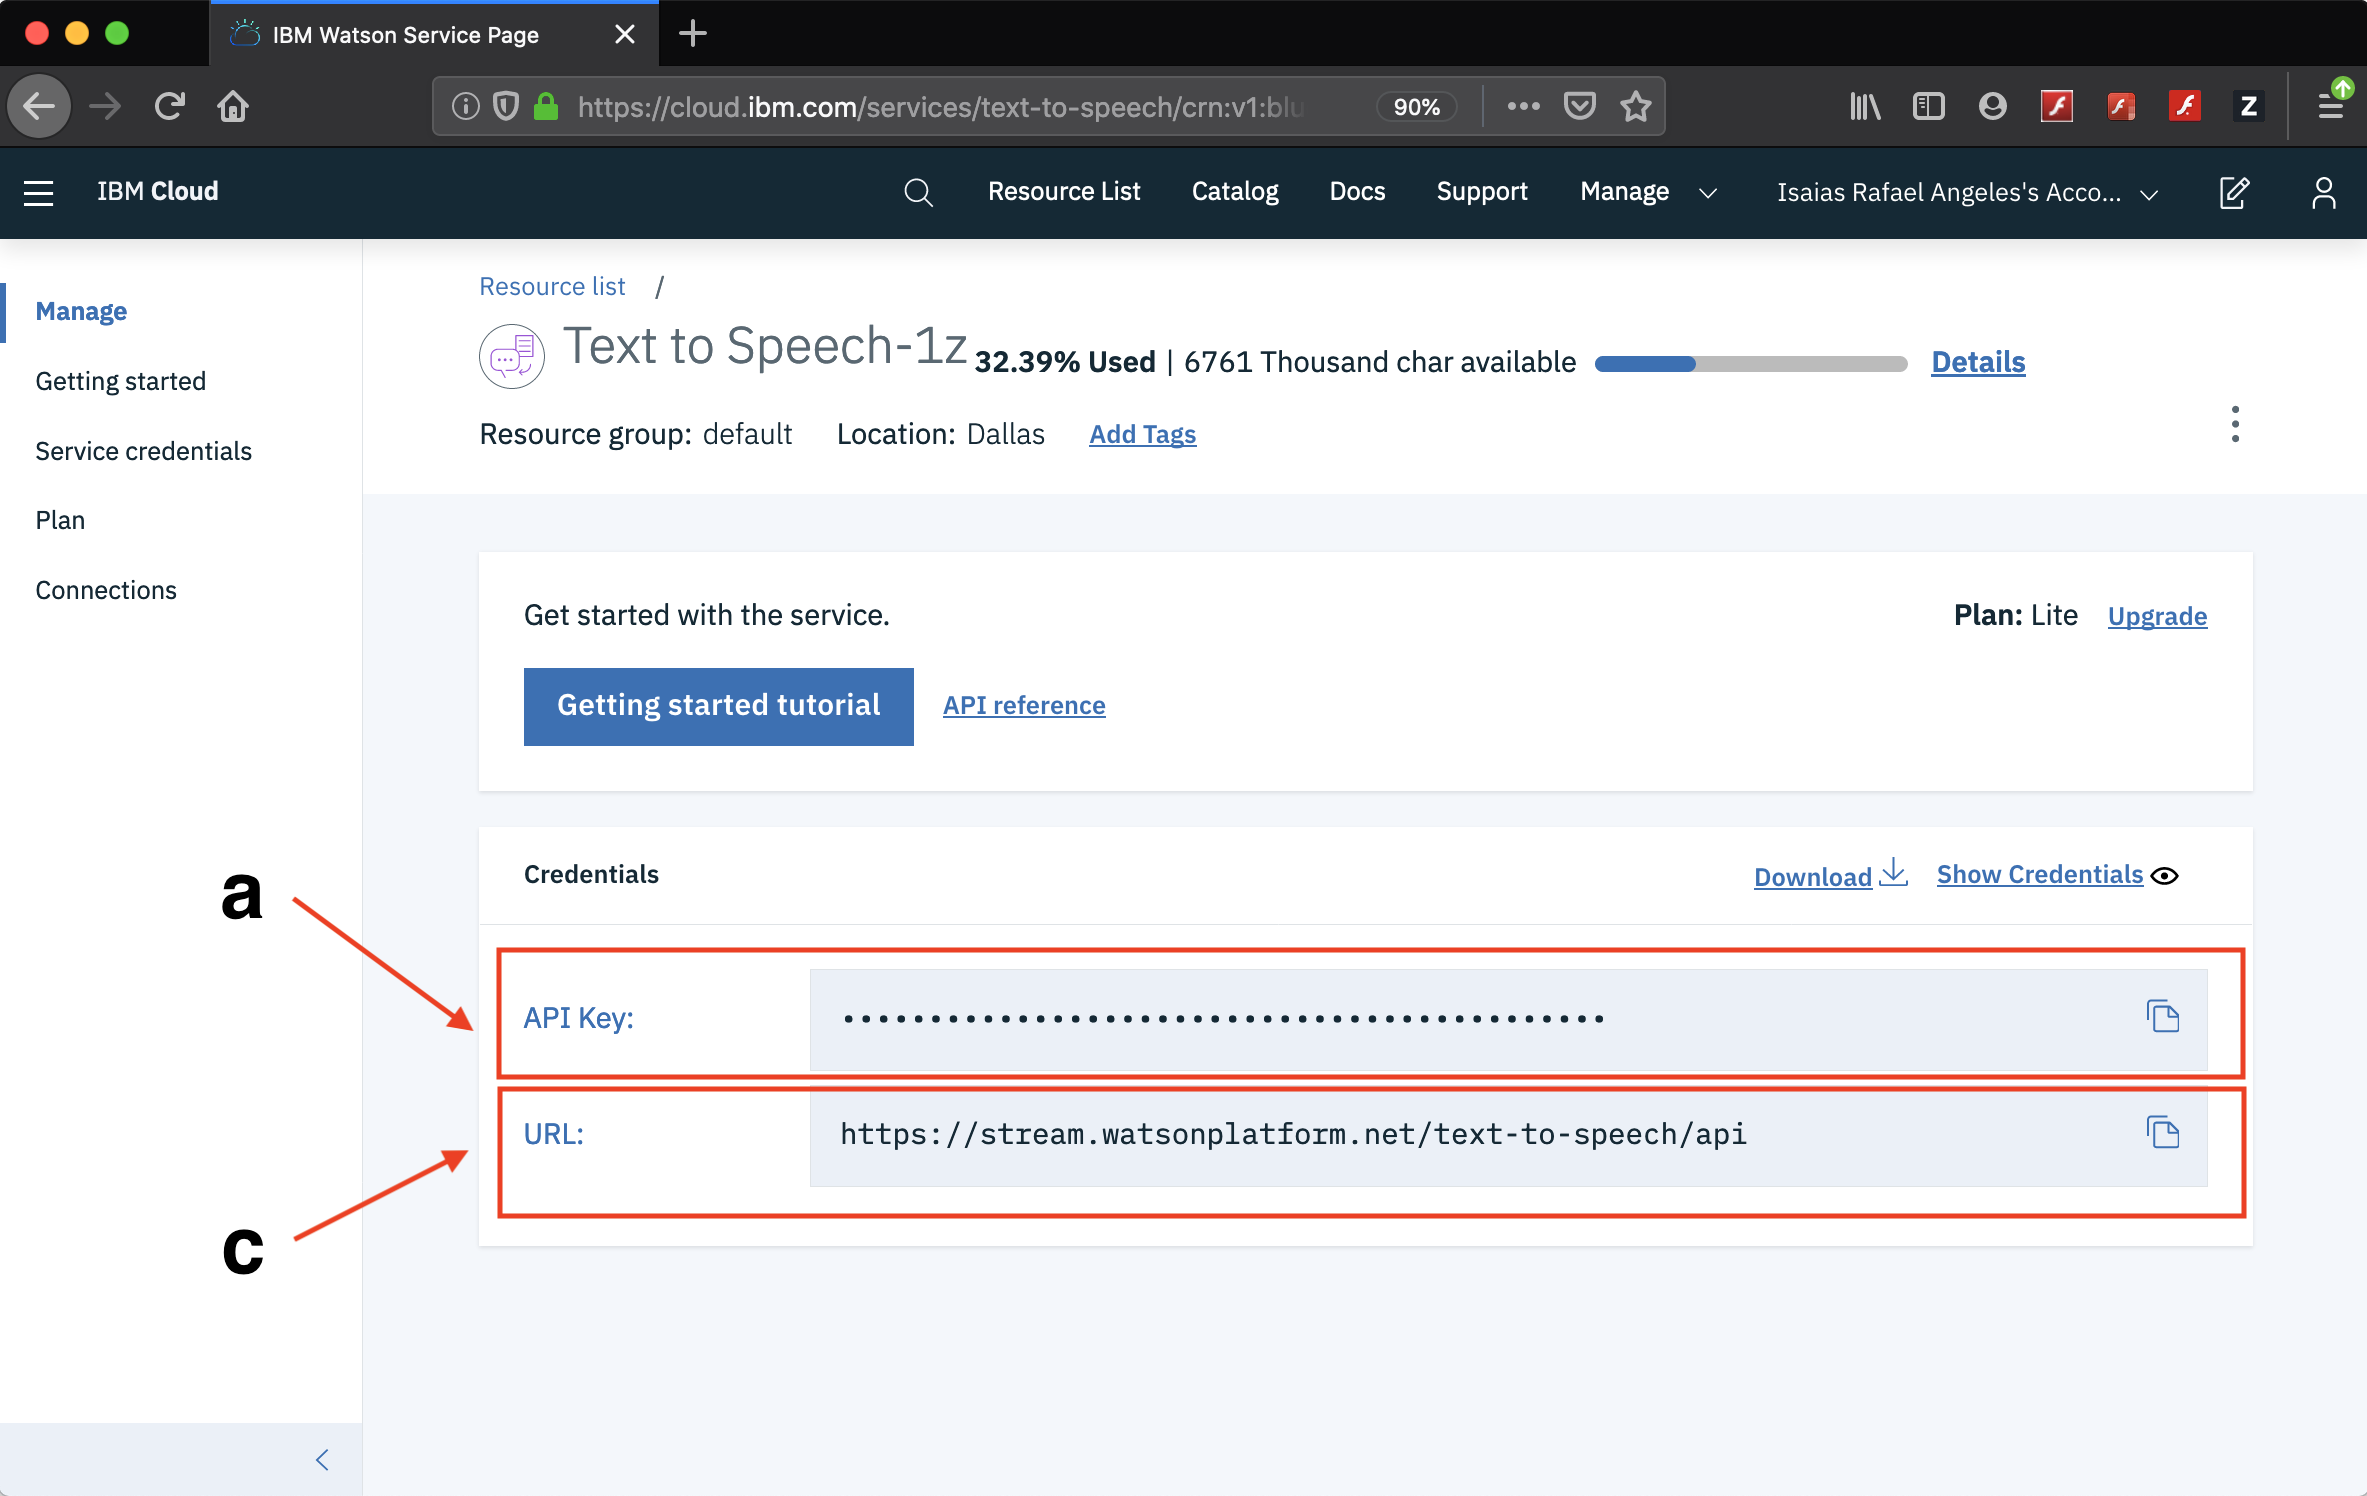 IBM Watson Service Page
https://cloud.ibm.com/services/text-to-speech/crn:v1:blu
90%
IBM Cloud
Resource List
Catalog
Docs
Support
Manage
Isaias Rafael Angeles's Acco...
Manage
Getting started
Service credentials
Plan
Connections
Resource list /
Text to Speech-1z
32.39% Used | 6761 Thousand char available
Details
Resource group: default
Location: Dallas
Add Tags
Get started with the service.
Plan: Lite
Upgrade
Getting started tutorial
API reference
Credentials
Download
Show Credentials
a
API Key:
••••••••••••••••••••••••••••••••••••••••••••
URL:
https://stream.watsonplatform.net/text-to-speech/api
c